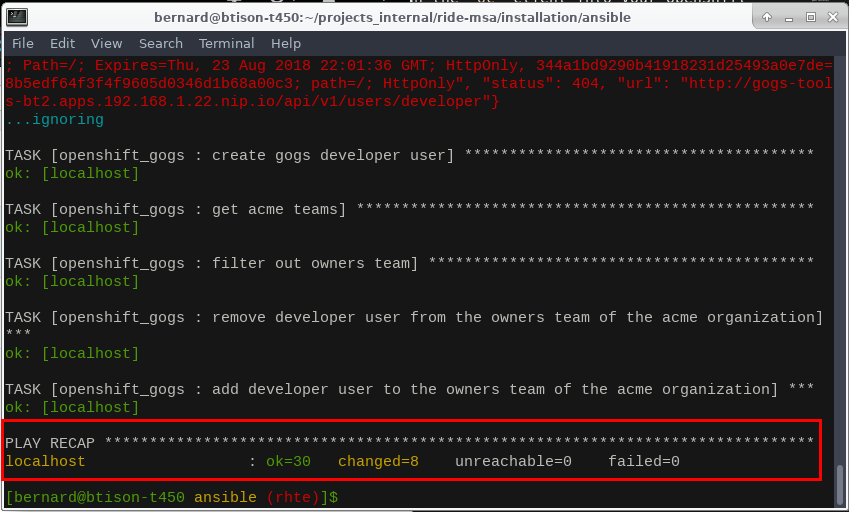 bernard@btison-t450:~/projects_internal/ride-msa/installation/ansible
File Edit View Search Terminal Help
; Path=/; Expires=Thu, 23 Aug 2018 22:01:36 GMT; HttpOnly, 344a1bd9290b41918231d25493a0e7de=
8b5edf64f3f4f9605d0346d1b68a00c3; path=/; HttpOnly", "status": 404, "url": "http://gogs-tool
s-bt2.apps.192.168.1.22.nip.io/api/v1/users/developer"}
...ignoring
TASK [openshift_gogs : create gogs developer user] ***************************************
ok: [localhost]
TASK [openshift_gogs : get acme teams] ***************************************************
ok: [localhost]
TASK [openshift_gogs : filter out owners team] *******************************************
ok: [localhost]
TASK [openshift_gogs : remove developer user from the owners team of the acme organization]
***
ok: [localhost]
TASK [openshift_gogs : add developer user to the owners team of the acme organization] ***
ok: [localhost]
PLAY RECAP *******************************************************************************
localhost                  : ok=30   changed=8    unreachable=0    failed=0
[bernard@btison-t450 ansible (rhte)]$